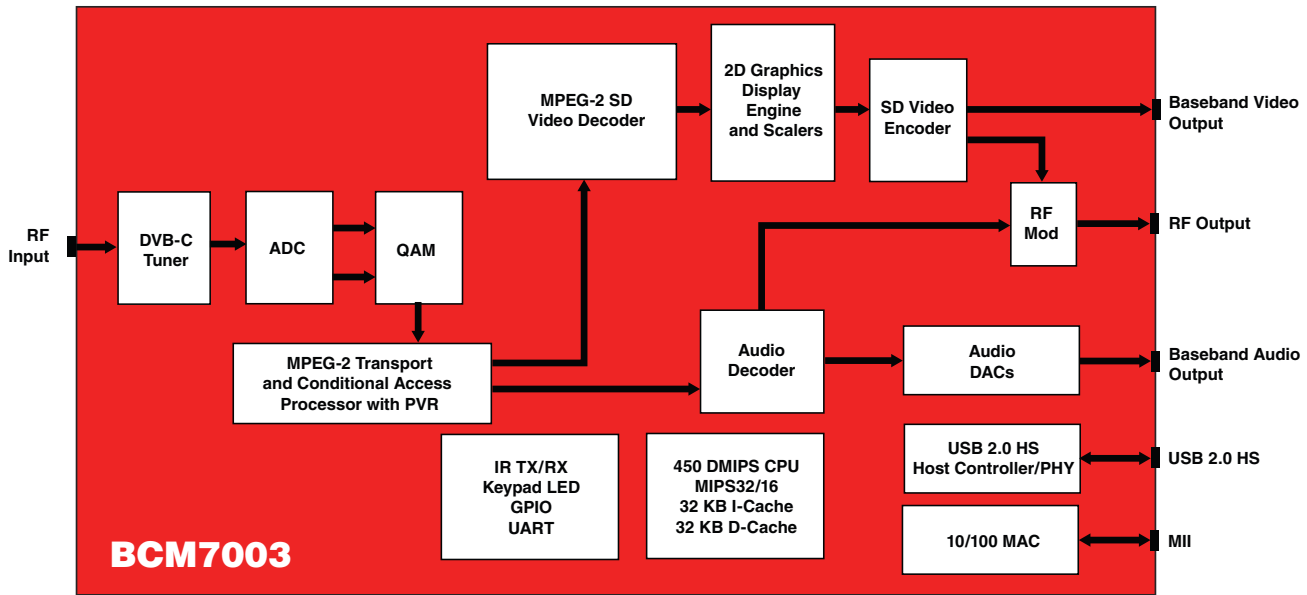 RF
Input
DVB-C
Tuner
ADC
QAM
MPEG-2 Transport
and Conditional Access
Processor with PVR
MPEG-2 SD
Video Decoder
2D Graphics
Display
Engine
and Scalers
SD Video
Encoder
Baseband Video
Output
RF
Mod
RF Output
Audio
Decoder
Audio
DACs
Baseband Audio
Output
IR TX/RX
Keypad LED
GPIO
UART
450 DMIPS CPU
MIPS32/16
32 KB I-Cache
32 KB D-Cache
USB 2.0 HS
Host Controller/PHY
USB 2.0 HS
10/100 MAC
MII
BCM7003